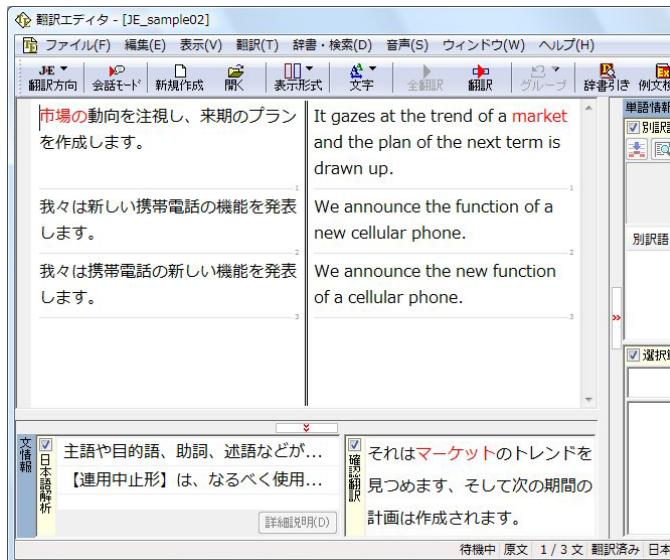 翻訳エディタ - [JE_sample02]
ファイル(F) 編集(E) 表示(V) 翻訳(T) 辞書・検索(D) 音声(S) ウィンドウ(W) ヘルプ(H)
JE
翻訳方向 会話モード 新規作成 開く 表示形式 文字 全翻訳 翻訳 グループ 辞書引き 例文検
市場の動向を注視し、来期のプラン
を作成します。
1
我々は新しい携帯電話の機能を発表
します。
2
我々は携帯電話の新しい機能を発表
します。
3
It gazes at the trend of a market
and the plan of the next term is
drawn up.
1
We announce the function of a
new cellular phone.
2
We announce the new function
of a cellular phone.
3
単語情報
別訳語
別訳語
選択
文情報
日本語解析
主語や目的語、助詞、述語などが...
【連用中止形】は、なるべく使用...
詳細説明(D)
確認翻訳
それはマーケットのトレンドを
見つめます、そして次の期間の
計画は作成されます。
待機中 原文 1 / 3 文 翻訳済み 日本